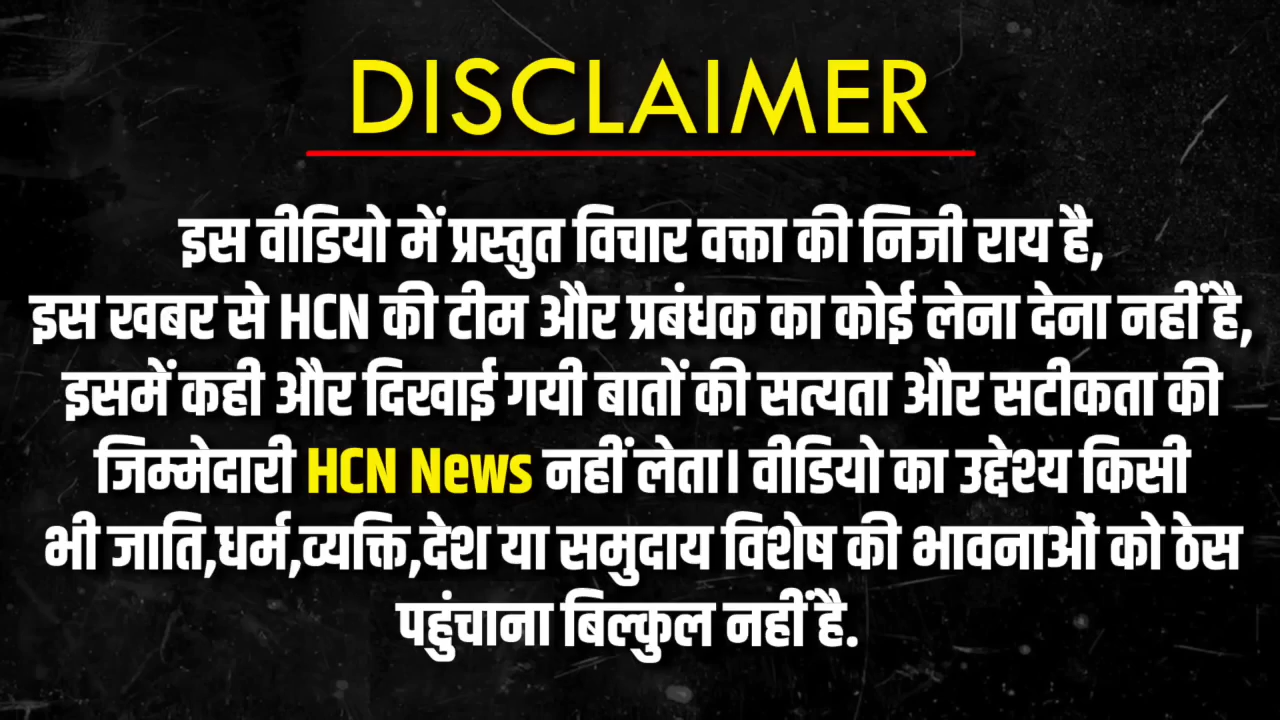 DISCLAIMER
इस वीडियो में प्रस्तुत विचार वक्ता की निजी राय है,
इस खबर से HCN की टीम और प्रबंधक का कोई लेना देना नहीं है,
इसमें कही और दिखाई गयी बातों की सत्यता और सटीकता की
जिम्मेदारी HCN News नहीं लेता। वीडियो का उद्देश्य किसी
भी जाति,धर्म,व्यक्ति,देश या समुदाय विशेष की भावनाओं को ठेस
पहुंचाना बिल्कुल नहीं है.